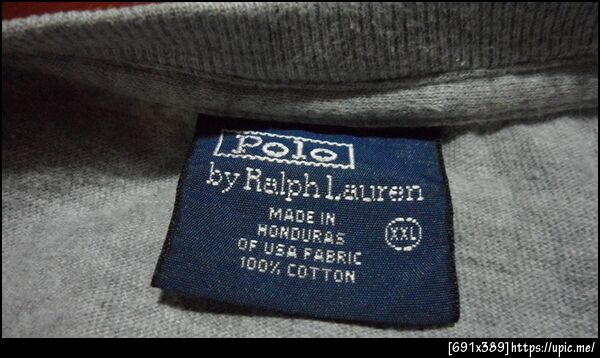 Polo
by Ralph Lauren
MADE IN
HONDURAS
OF USA FABRIC
100% COTTON
XXL
[691x389]https://upic.me/